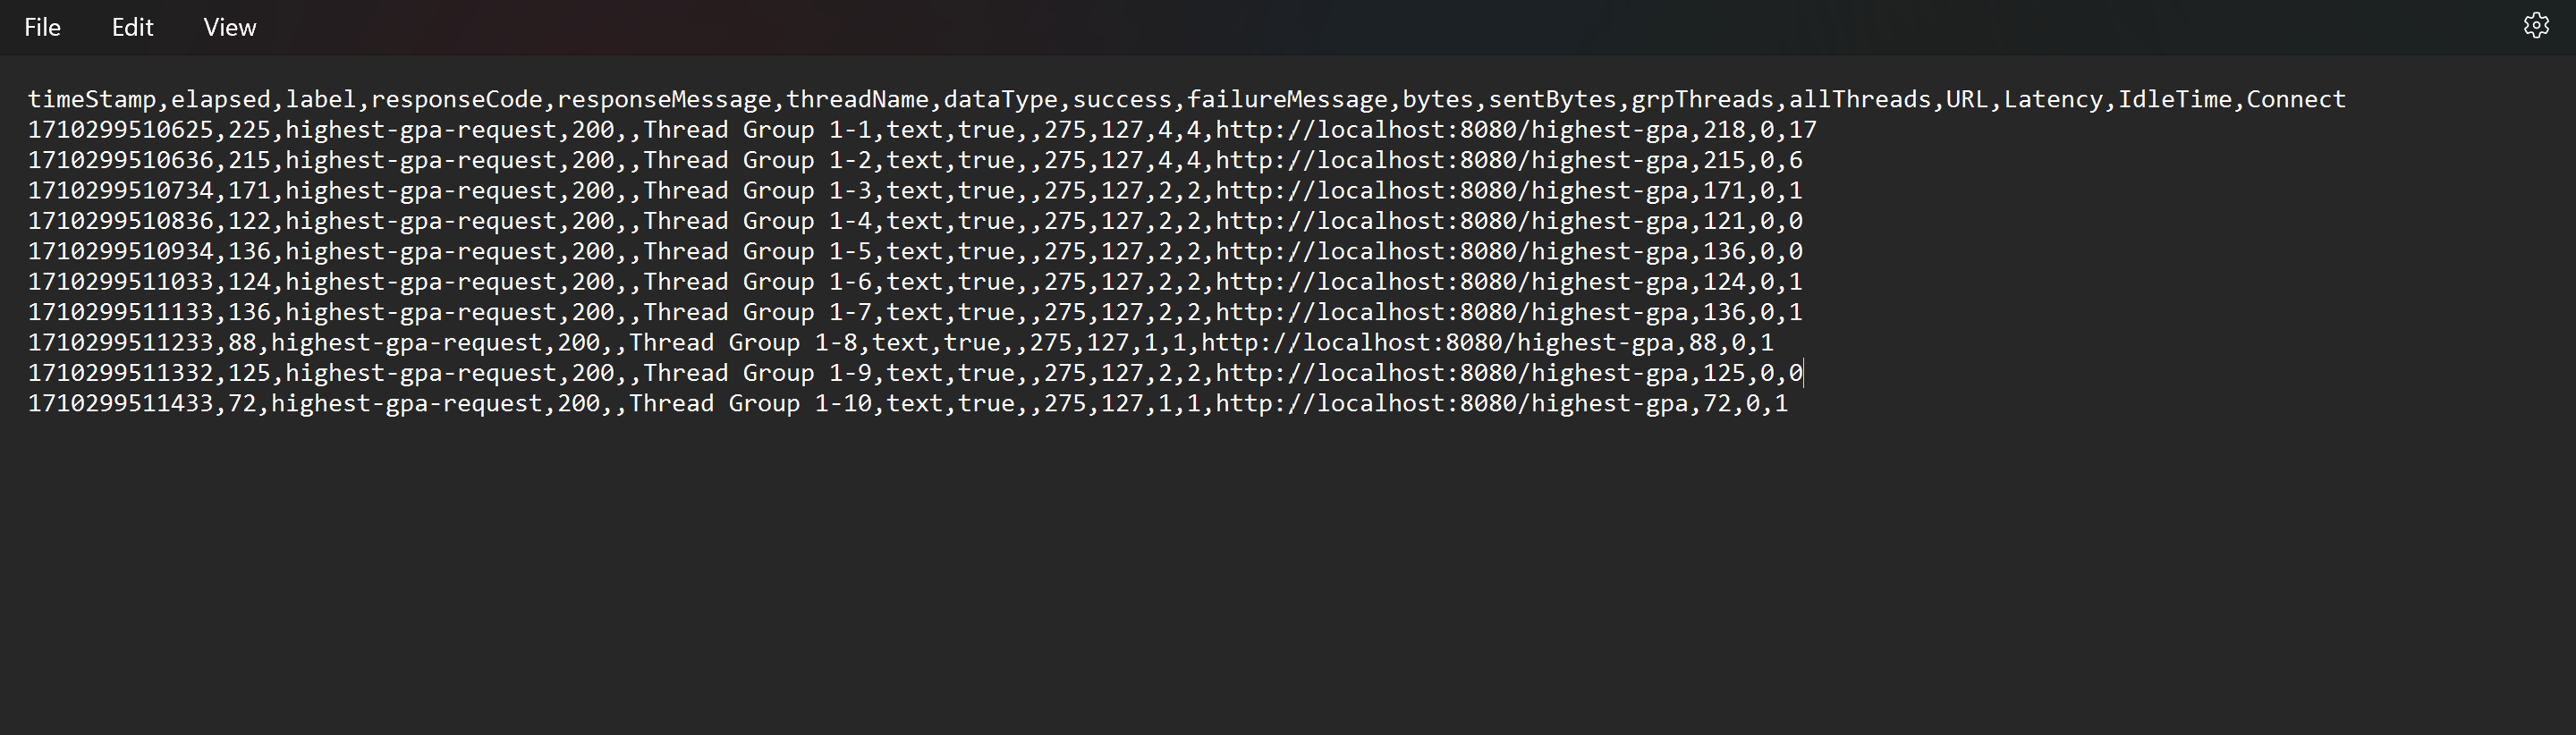 File Edit View
timeStamp,elapsed,label,responseCode,responseMessage,threadName,dataType,success,failureMessage,bytes,sentBytes,grpThreads,allThreads,URL,Latency,IdleTime,Connect
1710299510625,225,highest-gpa-request,200,,Thread Group 1-1,text,true,,275,127,4,4,http://localhost:8080/highest-gpa,218,0,17
1710299510636,215,highest-gpa-request,200,,Thread Group 1-2,text,true,,275,127,4,4,http://localhost:8080/highest-gpa,215,0,6
1710299510734,171,highest-gpa-request,200,,Thread Group 1-3,text,true,,275,127,2,2,http://localhost:8080/highest-gpa,171,0,1
1710299510836,122,highest-gpa-request,200,,Thread Group 1-4,text,true,,275,127,2,2,http://localhost:8080/highest-gpa,121,0,0
1710299510934,136,highest-gpa-request,200,,Thread Group 1-5,text,true,,275,127,2,2,http://localhost:8080/highest-gpa,136,0,0
1710299511033,124,highest-gpa-request,200,,Thread Group 1-6,text,true,,275,127,2,2,http://localhost:8080/highest-gpa,124,0,1
1710299511133,136,highest-gpa-request,200,,Thread Group 1-7,text,true,,275,127,2,2,http://localhost:8080/highest-gpa,136,0,1
1710299511233,88,highest-gpa-request,200,,Thread Group 1-8,text,true,,275,127,1,1,http://localhost:8080/highest-gpa,88,0,1
1710299511332,125,highest-gpa-request,200,,Thread Group 1-9,text,true,,275,127,2,2,http://localhost:8080/highest-gpa,125,0,0
1710299511433,72,highest-gpa-request,200,,Thread Group 1-10,text,true,,275,127,1,1,http://localhost:8080/highest-gpa,72,0,1